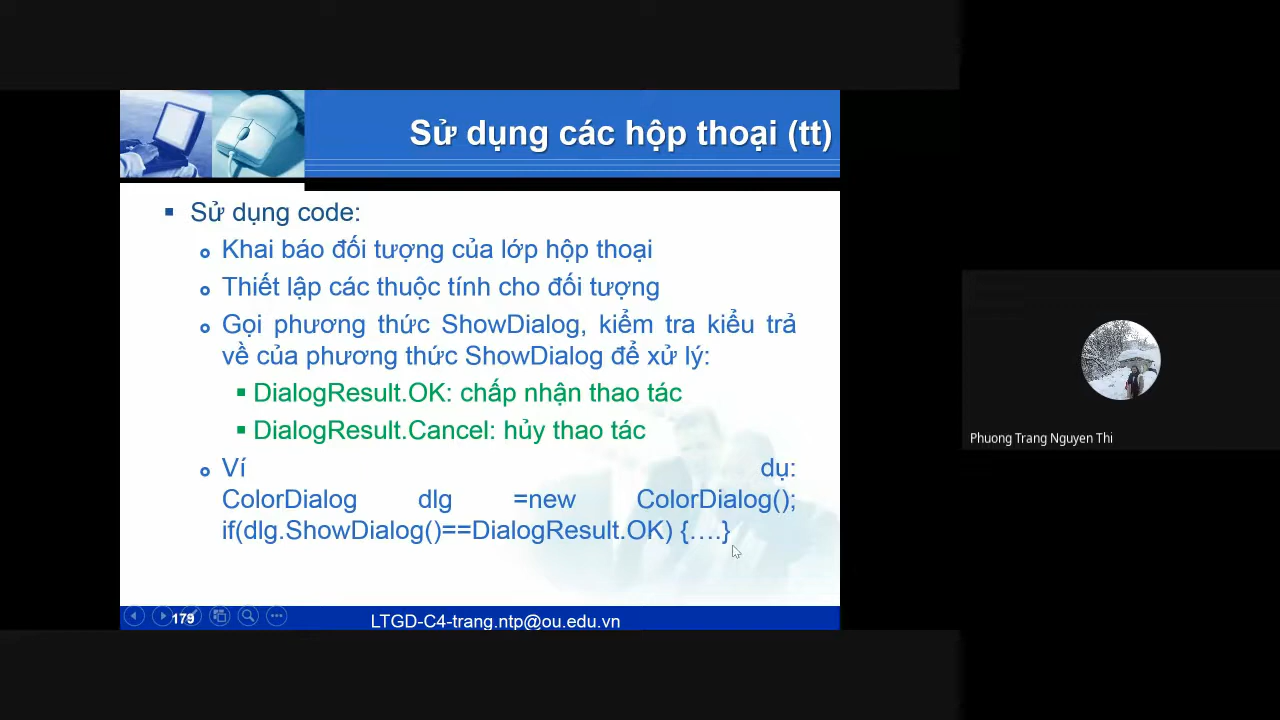 Sử dụng các hộp thoại (tt)
Sử dụng code:
Khai báo đối tượng của lớp hộp thoại
Thiết lập các thuộc tính cho đối tượng
Gọi phương thức ShowDialog, kiểm tra kiểu trả
về của phương thức ShowDialog để xử lý:
DialogResult.OK: chấp nhận thao tác
DialogResult.Cancel: hủy thao tác
Ví dụ:
ColorDialog dlg =new ColorDialog();
if(dlg.ShowDialog()==DialogResult.OK) {….}
179
LTGD-C4-trang.ntp@ou.edu.vn
Phuong Trang Nguyen Thi